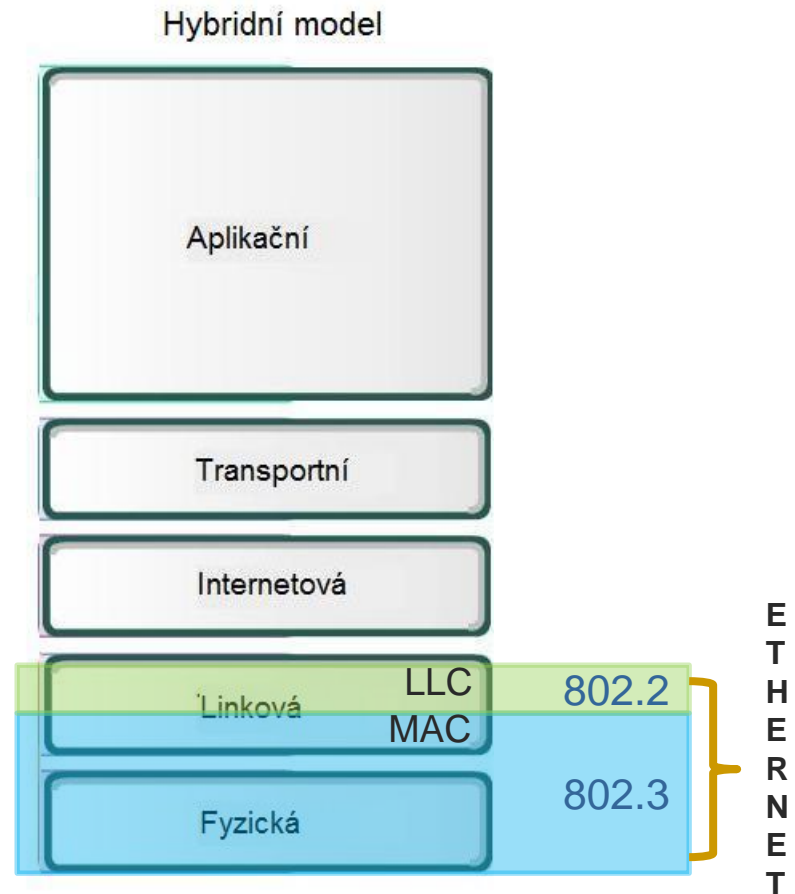 Hybridní model
Aplikační
Transportní
Internetová
Linková
LLC
MAC
802.2
Fyzická
802.3
E
T
H
E
R
N
E
T